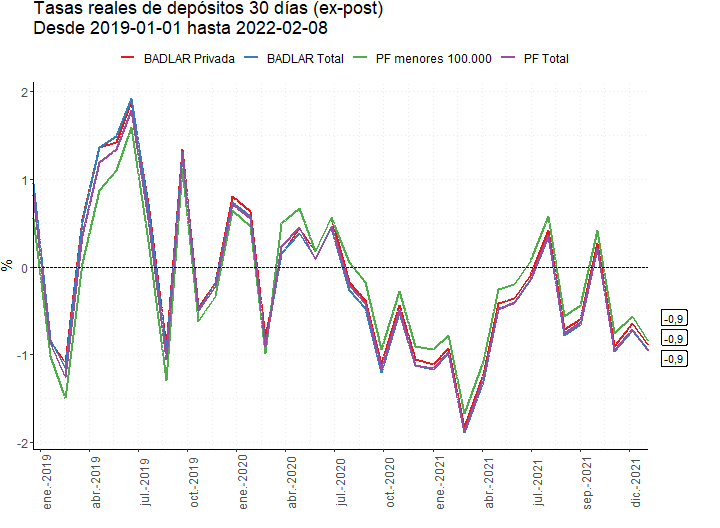 Tasas reales de depósitos 30 días (ex-post)
Desde 2019-01-01 hasta 2022-02-08
BADLAR Privada BADLAR Total PF menores 100.000 PF Total
%
2
1
0
-1
-2
-0,9
-0,9
-0,9
ene.-2019
abr.-2019
jul.-2019
oct.-2019
ene.-2020
abr.-2020
jul.-2020
oct.-2020
ene.-2021
abr.-2021
jul.-2021
sep.-2021
dic.-2021